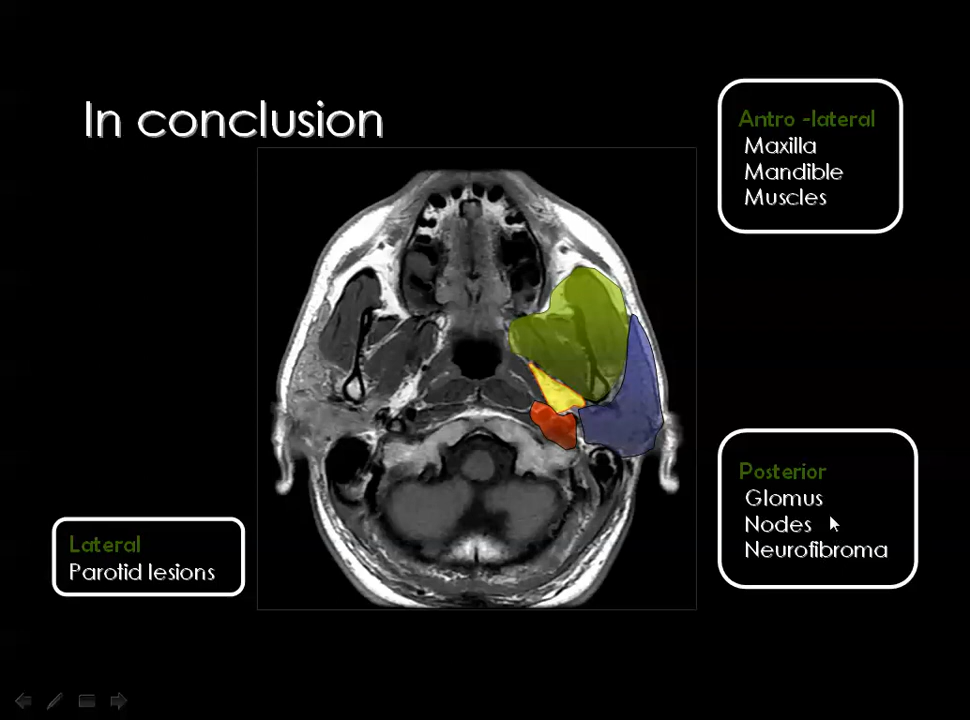 In conclusion
Antro -lateral
Maxilla
Mandible
Muscles
Posterior
Glomus
Nodes
Neurofibroma
Lateral
Parotid lesions